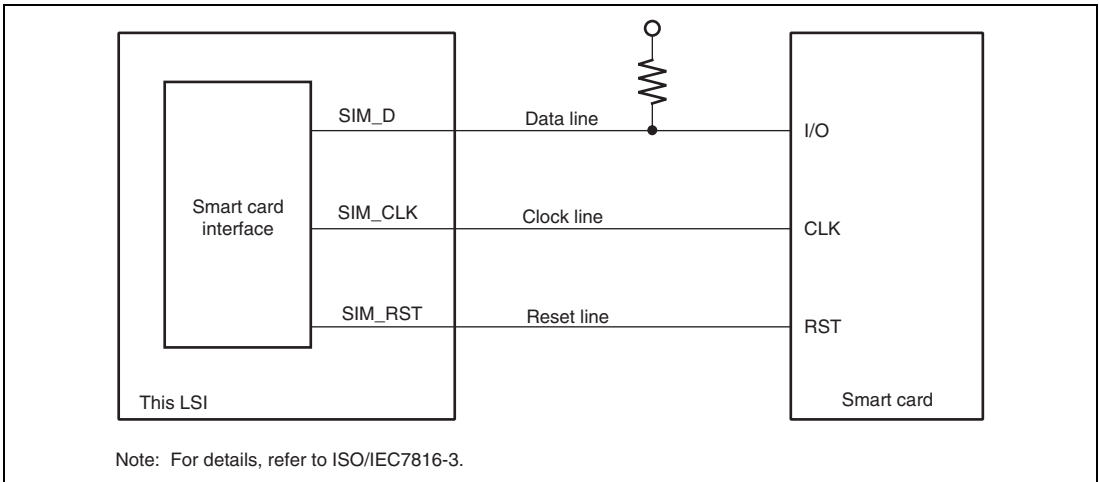 SIM_D
Data line
I/O
Smart card
interface
SIM_CLK
Clock line
CLK
SIM_RST
Reset line
RST
This LSI
Smart card
Note: For details, refer to ISO/IEC7816-3.